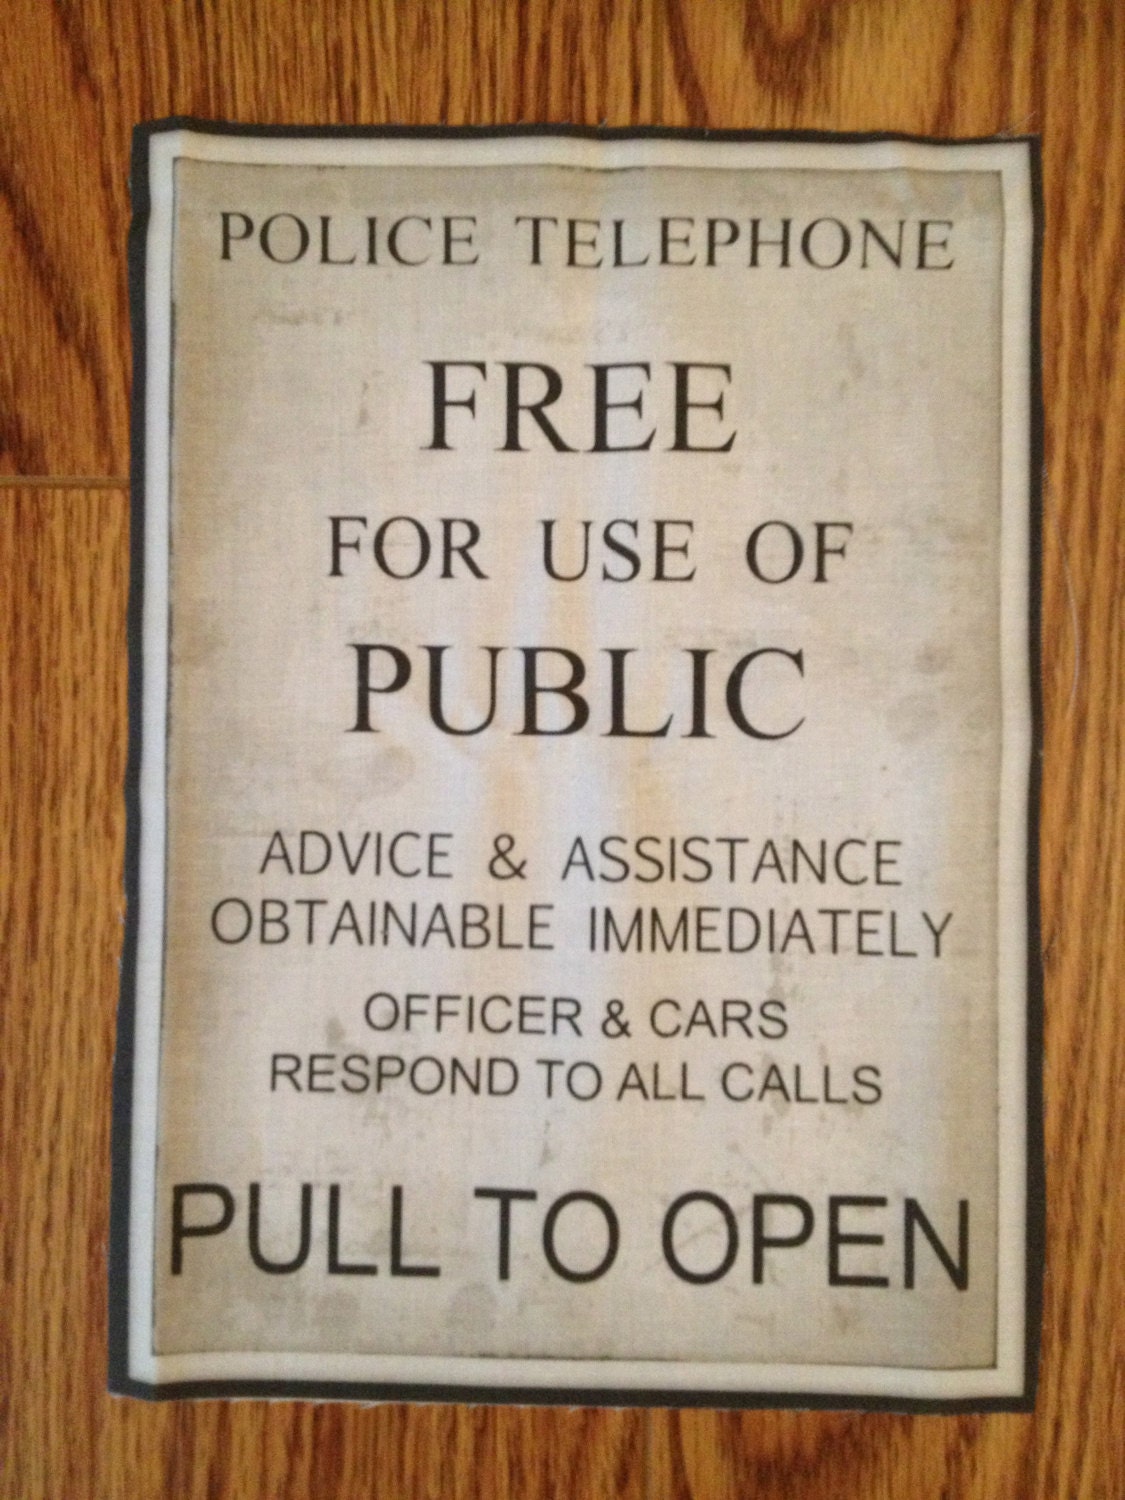 POLICE TELEPHONE
FREE
FOR USE OF
PUBLIC
ADVICE & ASSISTANCE
OBTAINABLE IMMEDIATELY
OFFICER & CARS
RESPOND TO ALL CALLS
PULL TO OPEN